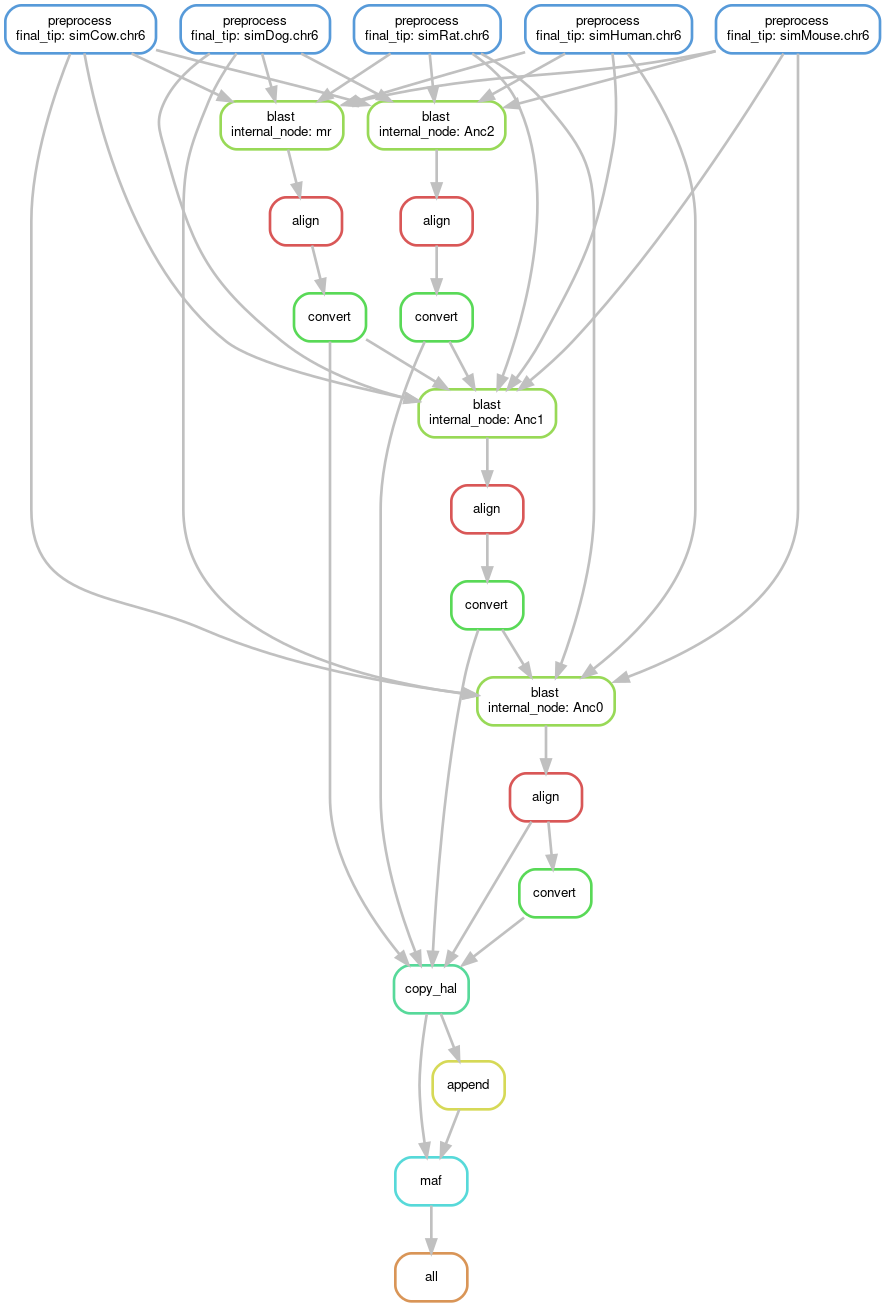 preprocess
final_tip: simCow.chr6
preprocess
final_tip: simDog.chr6
preprocess
final_tip: simRat.chr6
preprocess
final_tip: simHuman.chr6
preprocess
final_tip: simMouse.chr6
blast
internal_node: mr
blast
internal_node: Anc2
align
align
convert
convert
blast
internal_node: Anc1
align
convert
blast
internal_node: Anc0
align
convert
copy_hal
append
maf
all